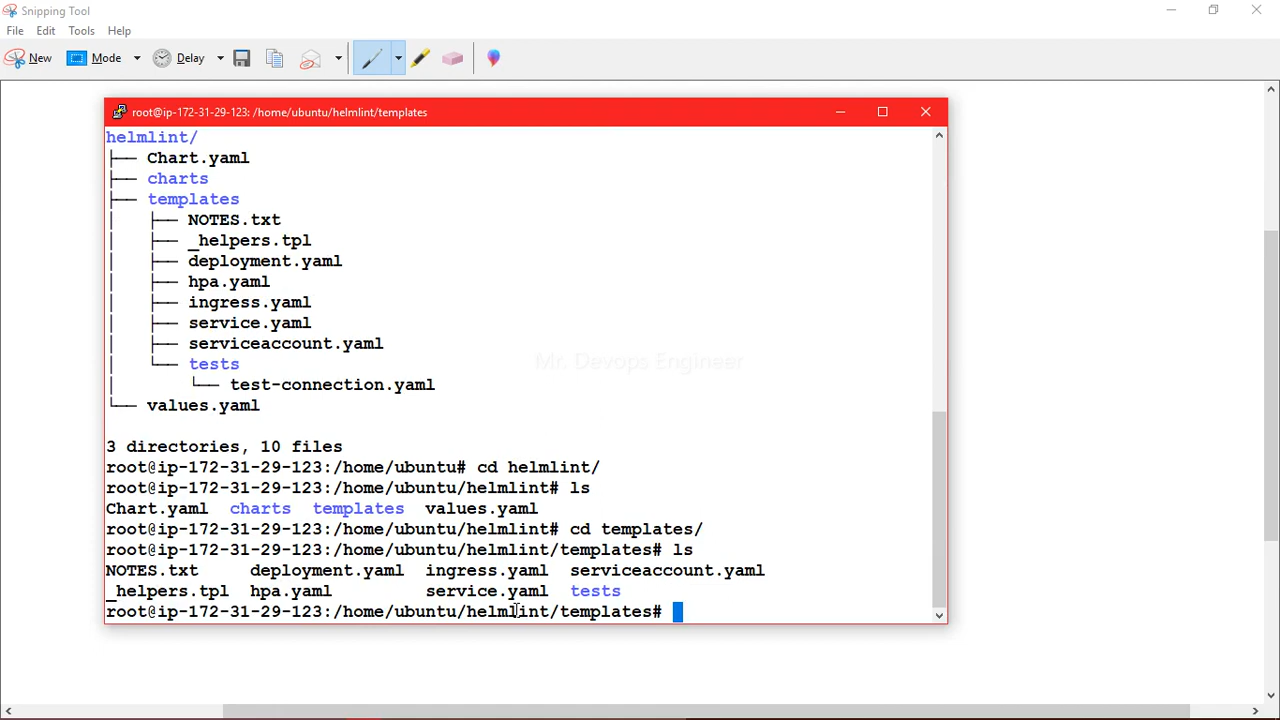 Snipping Tool
File Edit Tools Help
New Mode Delay
root@ip-172-31-29-123: /home/ubuntu/helmlint/templates
helmlint/
├── Chart.yaml
├── charts
├── templates
│   ├── NOTES.txt
│   ├── _helpers.tpl
│   ├── deployment.yaml
│   ├── hpa.yaml
│   ├── ingress.yaml
│   ├── service.yaml
│   ├── serviceaccount.yaml
│   └── tests
│       └── test-connection.yaml
└── values.yaml
Mr. Devops Engineer
3 directories, 10 files
root@ip-172-31-29-123:/home/ubuntu# cd helmlint/
root@ip-172-31-29-123:/home/ubuntu/helmlint# ls
Chart.yaml  charts  templates  values.yaml
root@ip-172-31-29-123:/home/ubuntu/helmlint# cd templates/
root@ip-172-31-29-123:/home/ubuntu/helmlint/templates# ls
NOTES.txt     deployment.yaml  ingress.yaml  serviceaccount.yaml
_helpers.tpl  hpa.yaml         service.yaml  tests
root@ip-172-31-29-123:/home/ubuntu/helmlint/templates#